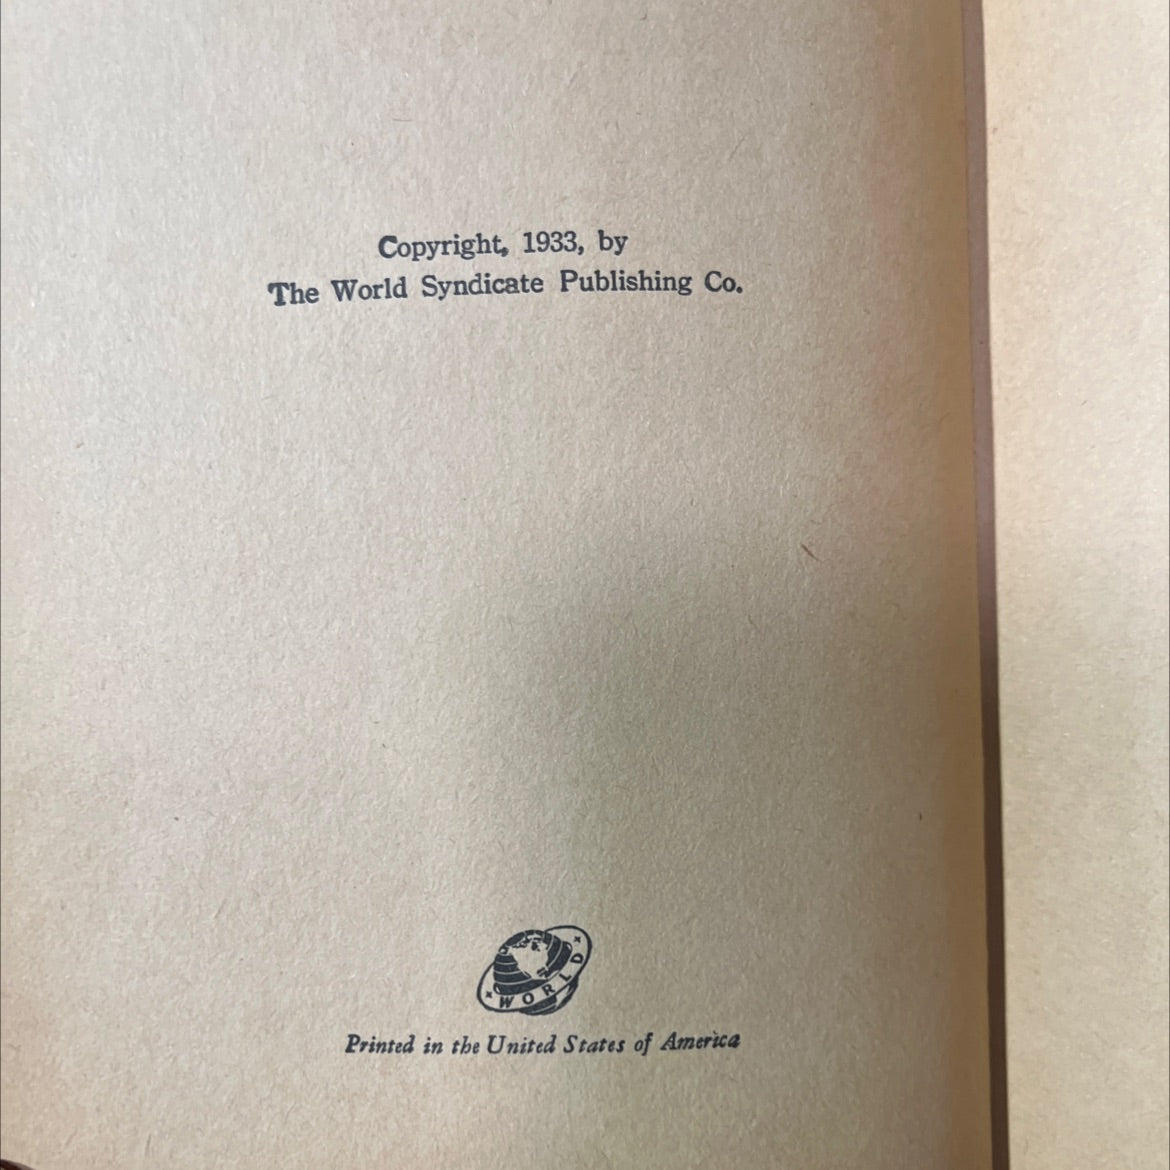 Copyright, 1933, by
The World Syndicate Publishing Co.
WORLD
Printed in the United States of America